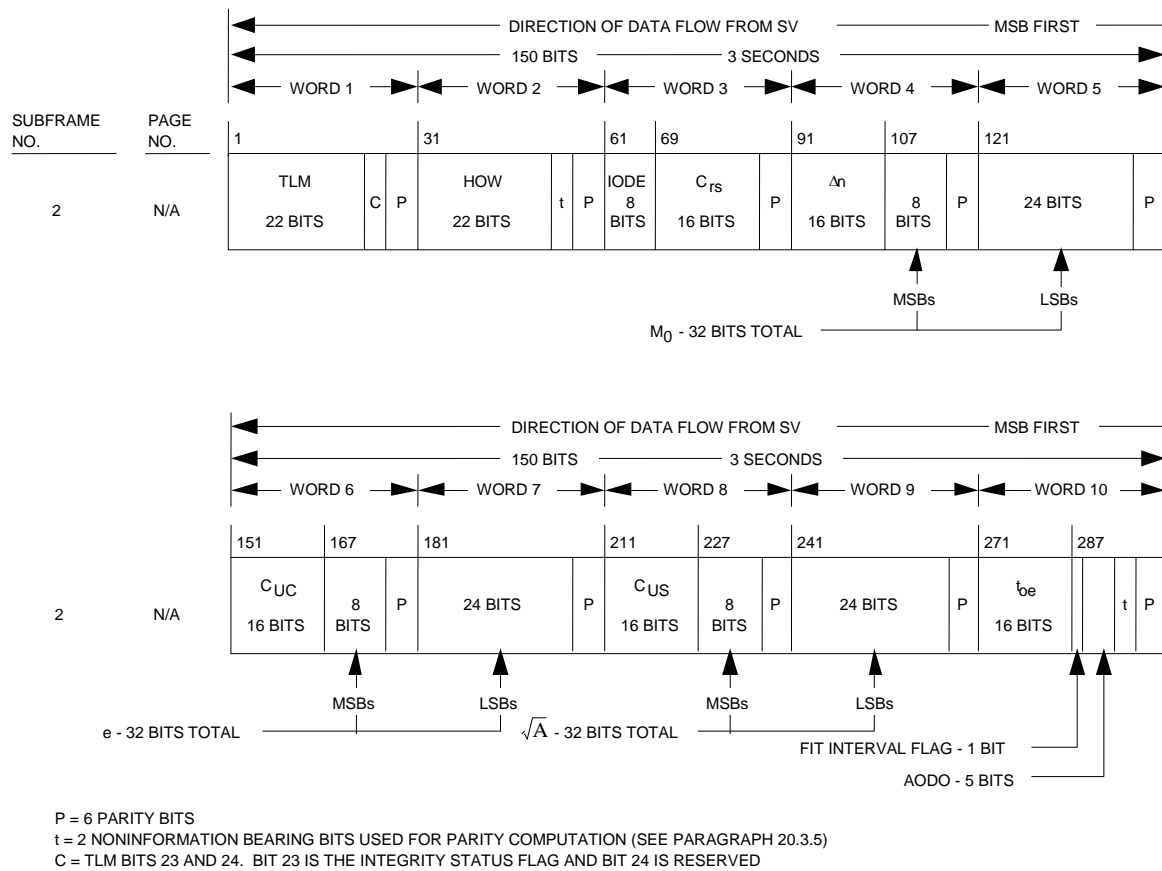 DIRECTION OF DATA FLOW FROM SV MSB FIRST
150 BITS 3 SECONDS
WORD 1 WORD 2 WORD 3 WORD 4 WORD 5
SUBFRAME NO. PAGE NO. 1 31 61 69 91 107 121
2 N/A TLM 22 BITS C P HOW 22 BITS t P IODE 8 BITS Crs 16 BITS P Δn 16 BITS 8 BITS P 24 BITS P
MSBs LSBs
M0 - 32 BITS TOTAL
DIRECTION OF DATA FLOW FROM SV MSB FIRST
150 BITS 3 SECONDS
WORD 6 WORD 7 WORD 8 WORD 9 WORD 10
151 167 181 211 227 241 271 287
2 N/A CUC 16 BITS 8 BITS P 24 BITS P CUS 16 BITS 8 BITS P 24 BITS P toe 16 BITS t P
MSBs LSBs MSBs LSBs
e - 32 BITS TOTAL √A - 32 BITS TOTAL
FIT INTERVAL FLAG - 1 BIT
AODO - 5 BITS
P = 6 PARITY BITS
t = 2 NONINFORMATION BEARING BITS USED FOR PARITY COMPUTATION (SEE PARAGRAPH 20.3.5)
C = TLM BITS 23 AND 24. BIT 23 IS THE INTEGRITY STATUS FLAG AND BIT 24 IS RESERVED